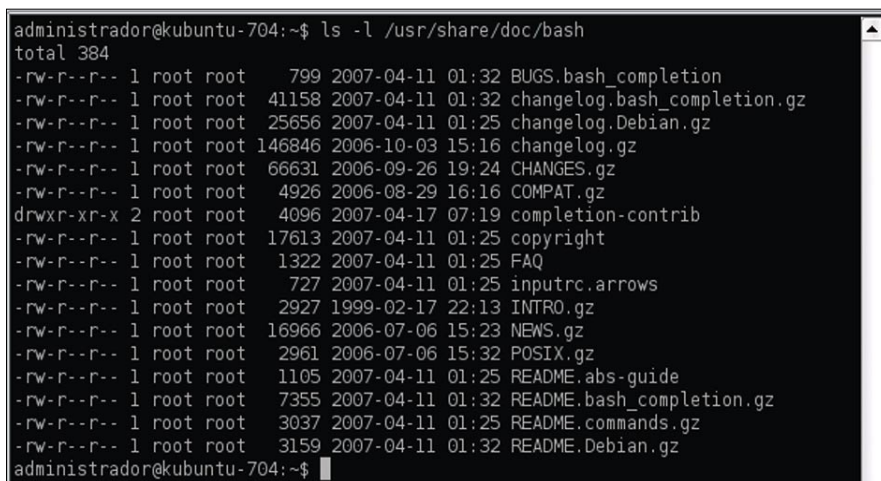 administrador@kubuntu-704:~$ ls -l /usr/share/doc/bash
total 384
-rw-r--r-- 1 root root    799 2007-04-11 01:32 BUGS.bash_completion
-rw-r--r-- 1 root root  41158 2007-04-11 01:32 changelog.bash_completion.gz
-rw-r--r-- 1 root root  25656 2007-04-11 01:25 changelog.Debian.gz
-rw-r--r-- 1 root root 146846 2006-10-03 15:16 changelog.gz
-rw-r--r-- 1 root root  66631 2006-09-26 19:24 CHANGES.gz
-rw-r--r-- 1 root root   4926 2006-08-29 16:16 COMPAT.gz
drwxr-xr-x 2 root root   4096 2007-04-17 07:19 completion-contrib
-rw-r--r-- 1 root root  17613 2007-04-11 01:25 copyright
-rw-r--r-- 1 root root   1322 2007-04-11 01:25 FAQ
-rw-r--r-- 1 root root    727 2007-04-11 01:25 inputrc.arrows
-rw-r--r-- 1 root root   2927 1999-02-17 22:13 INTRO.gz
-rw-r--r-- 1 root root  16966 2006-07-06 15:23 NEWS.gz
-rw-r--r-- 1 root root   2961 2006-07-06 15:32 POSIX.gz
-rw-r--r-- 1 root root   1105 2007-04-11 01:25 README.abs-guide
-rw-r--r-- 1 root root   7355 2007-04-11 01:32 README.bash_completion.gz
-rw-r--r-- 1 root root   3037 2007-04-11 01:25 README.commands.gz
-rw-r--r-- 1 root root   3159 2007-04-11 01:32 README.Debian.gz
administrador@kubuntu-704:~$